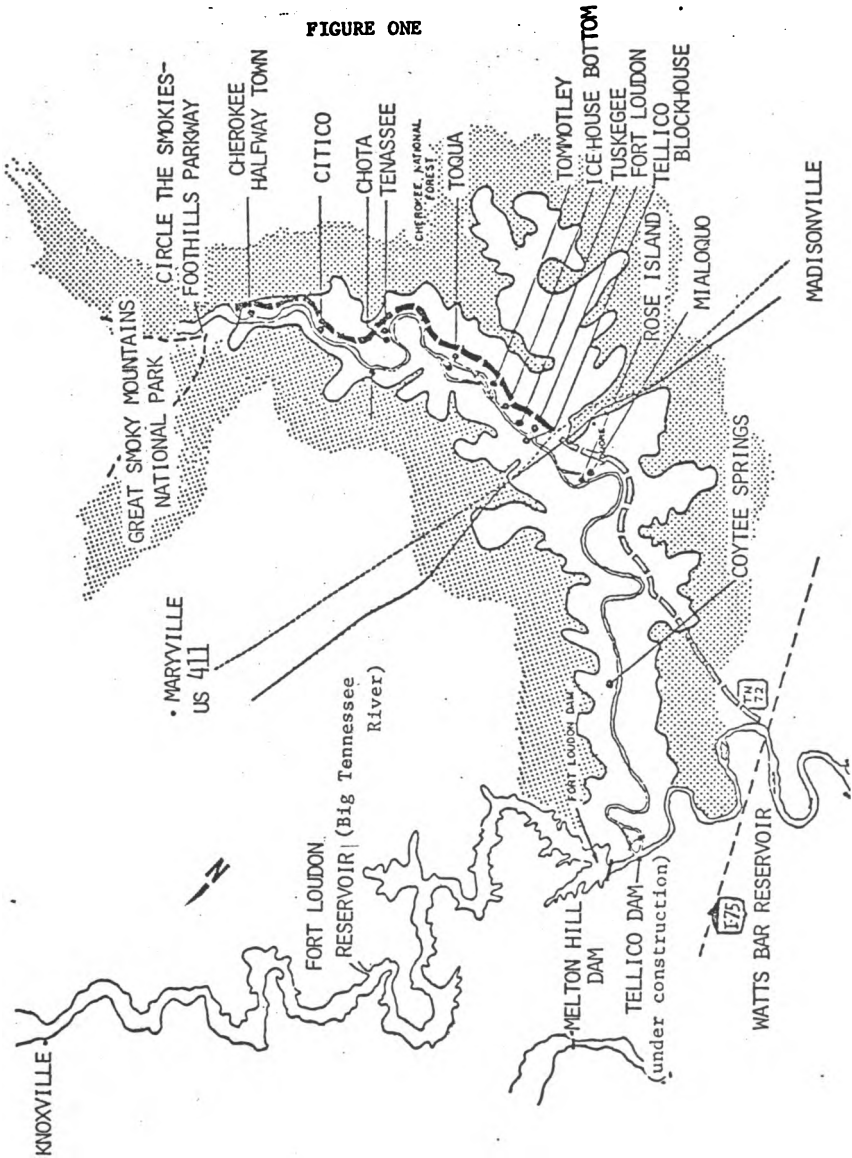 FIGURE ONE
KNOXVILLE
FORT LOUDON
RESERVOIR (Big Tennessee
River)
N
MARYVILLE
US 411
GREAT SMOKY MOUNTAINS
NATIONAL PARK
CIRCLE THE SMOKIES-
FOOTHILLS PARKWAY
CHEROKEE
HALFWAY TOWN
CITICO
CHOTA
TENASSEE
CHEROKEE NATIONAL
FOREST
TOQUA
TOMMOTLEY
ICEHOUSE BOTTOM
TUSKEGEE
FORT LOUDON
TELLICO
BLOCKHOUSE
ROSE ISLAND
MIALOQUO
MADISONVILLE
COYTEE SPRINGS
FORT LOUDON DAM
MELTON HILL
DAM
TELLICO DAM
(under construction)
TN
72
I-75
WATTS BAR RESERVOIR